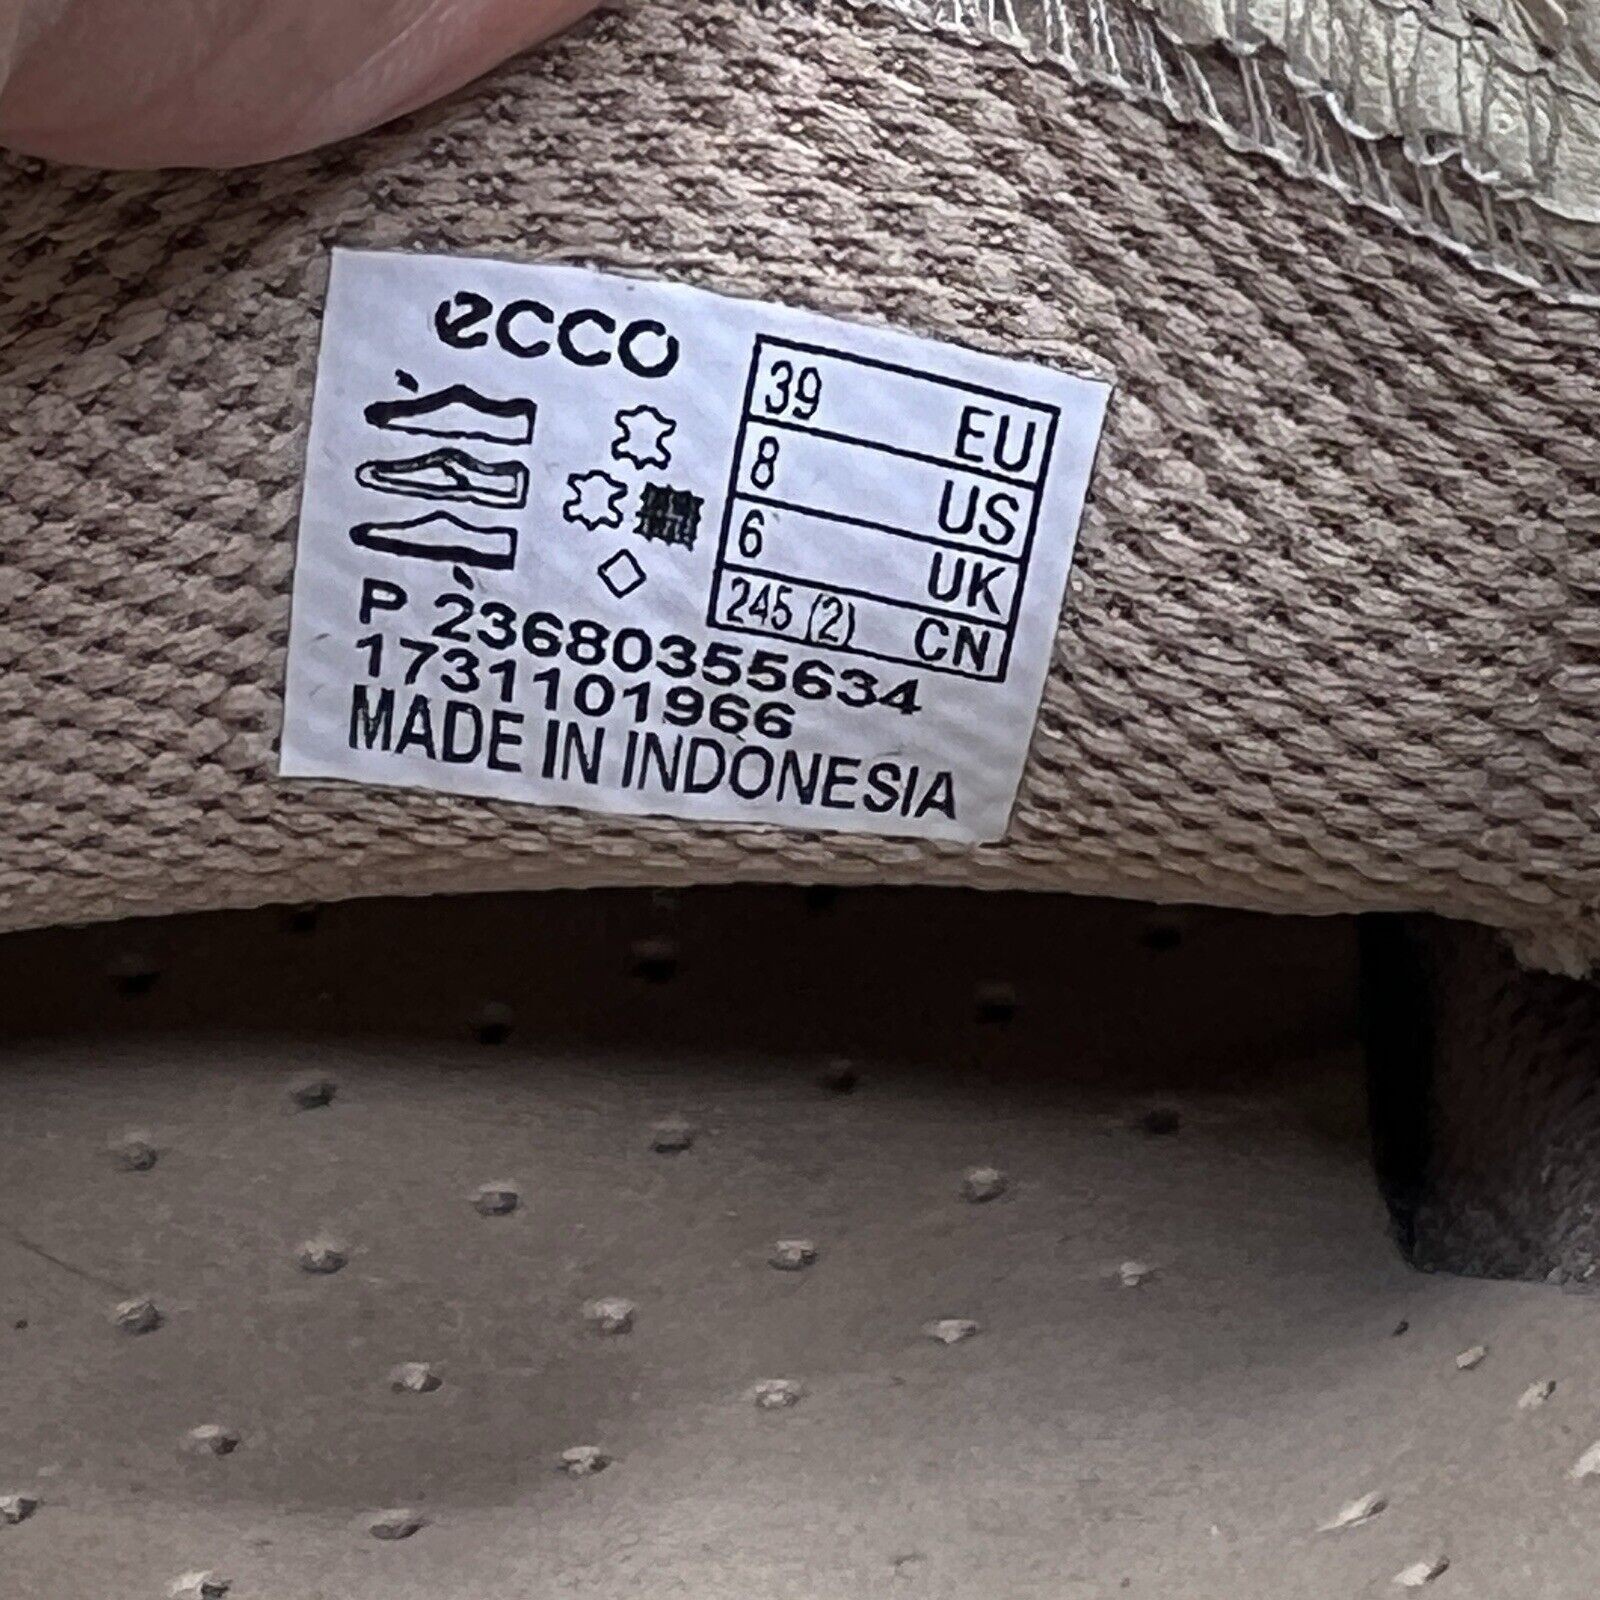 ecco
39 EU
8 US
6 UK
245 (2) CN
P 23680355634
1731101966
MADE IN INDONESIA